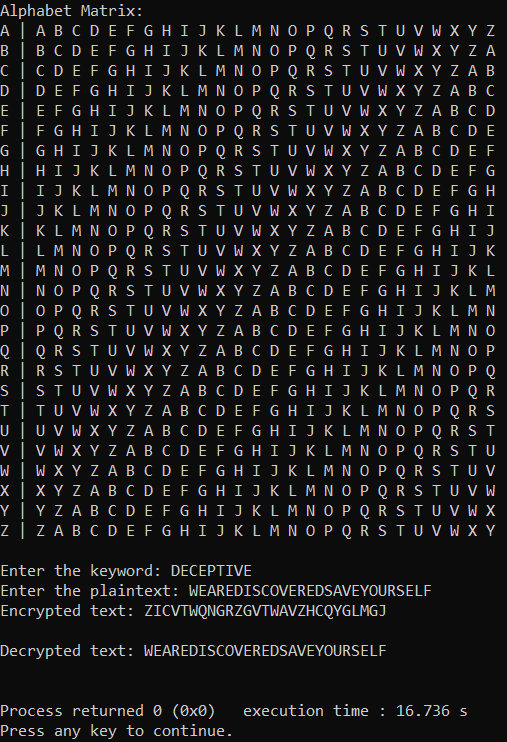 Alphabet Matrix:
A | A B C D E F G H I J K L M N O P Q R S T U V W X Y Z
B | B C D E F G H I J K L M N O P Q R S T U V W X Y Z A
C | C D E F G H I J K L M N O P Q R S T U V W X Y Z A B
D | D E F G H I J K L M N O P Q R S T U V W X Y Z A B C
E | E F G H I J K L M N O P Q R S T U V W X Y Z A B C D
F | F G H I J K L M N O P Q R S T U V W X Y Z A B C D E
G | G H I J K L M N O P Q R S T U V W X Y Z A B C D E F
H | H I J K L M N O P Q R S T U V W X Y Z A B C D E F G
I | I J K L M N O P Q R S T U V W X Y Z A B C D E F G H
J | J K L M N O P Q R S T U V W X Y Z A B C D E F G H I
K | K L M N O P Q R S T U V W X Y Z A B C D E F G H I J
L | L M N O P Q R S T U V W X Y Z A B C D E F G H I J K
M | M N O P Q R S T U V W X Y Z A B C D E F G H I J K L
N | N O P Q R S T U V W X Y Z A B C D E F G H I J K L M
O | O P Q R S T U V W X Y Z A B C D E F G H I J K L M N
P | P Q R S T U V W X Y Z A B C D E F G H I J K L M N O
Q | Q R S T U V W X Y Z A B C D E F G H I J K L M N O P
R | R S T U V W X Y Z A B C D E F G H I J K L M N O P Q
S | S T U V W X Y Z A B C D E F G H I J K L M N O P Q R
T | T U V W X Y Z A B C D E F G H I J K L M N O P Q R S
U | U V W X Y Z A B C D E F G H I J K L M N O P Q R S T
V | V W X Y Z A B C D E F G H I J K L M N O P Q R S T U
W | W X Y Z A B C D E F G H I J K L M N O P Q R S T U V
X | X Y Z A B C D E F G H I J K L M N O P Q R S T U V W
Y | Y Z A B C D E F G H I J K L M N O P Q R S T U V W X
Z | Z A B C D E F G H I J K L M N O P Q R S T U V W X Y
Enter the keyword: DECEPTIVE
Enter the plaintext: WEAREDISCOVEREDSAVEYOURSELF
Encrypted text: ZICVTWQNGRZGVTWAVZHCQYGLMGJ
Decrypted text: WEAREDISCOVEREDSAVEYOURSELF
Process returned 0 (0x0)   execution time : 16.736 s
Press any key to continue.